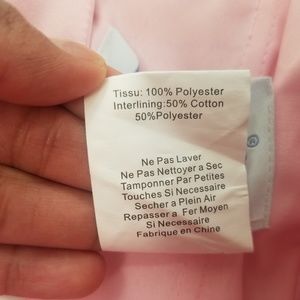 Tissu: 100% Polyester
Interlining:50% Cotton
50%Polyester
Ne Pas Laver
Ne Pas Nettoyer a Sec
Tamponner Par Petites
Touches Si Necessaire
Secher a Plein Air
Repasser a Fer Moyen
Si Necessaire
Fabrique en Chine
®